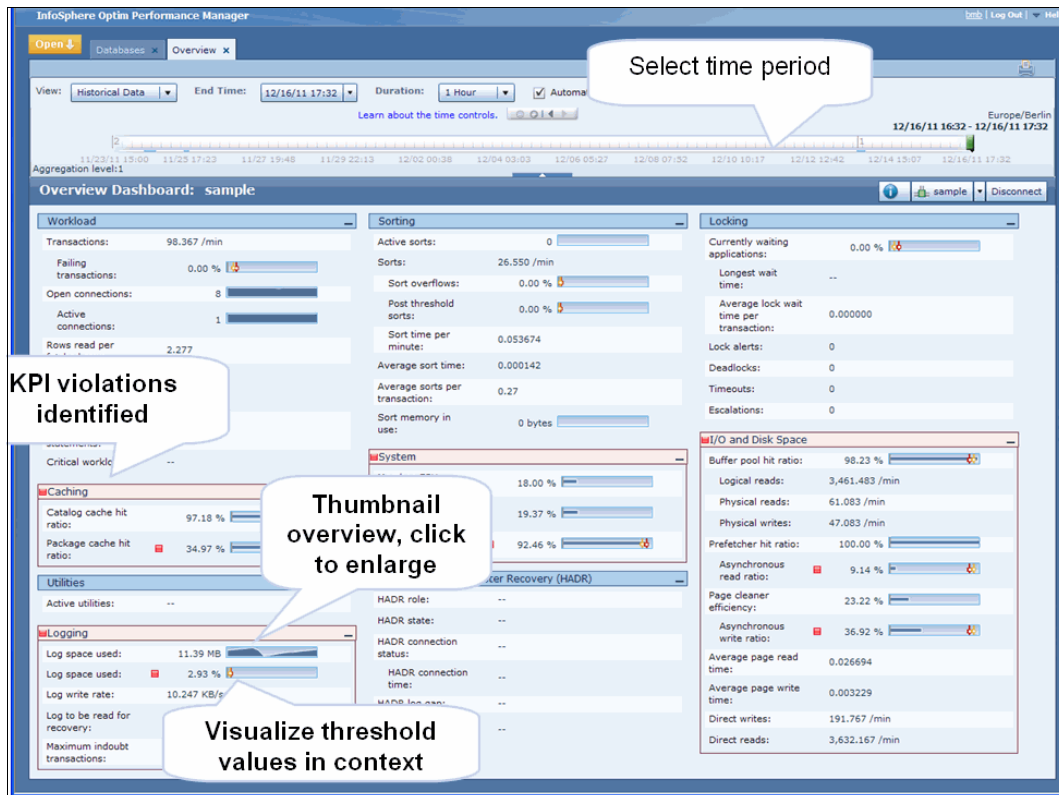 InfoSphere Optim Performance Manager
bmb | Log Out | Hel
Open
Databases x
Overview x
Select time period
View: Historical Data End Time: 12/16/11 17:32 Duration: 1 Hour Automa
Learn about the time controls.
Europe/Berlin
12/16/11 16:32 - 12/16/11 17:32
2
1
11/23/11 15:00 11/25 17:23 11/27 19:48 11/29 22:13 12/02 00:38 12/04 03:03 12/06 05:27 12/08 07:52 12/10 10:17 12/12 12:42 12/14 15:07 12/16/11 17:32
Aggregation level:1
Overview Dashboard: sample
sample
Disconnect
Workload
Transactions: 98.367 /min
Failing transactions: 0.00 %
Open connections: 8
Active connections: 1
Rows read per
2.277
KPI violations
identified
statements:
Critical worklo
--
Caching
Catalog cache hit ratio: 97.18 %
Package cache hit ratio: 34.97 %
Utilities
Active utilities: --
Logging
Log space used: 11.39 MB
Log space used: 2.93 %
Log write rate: 10.247 KB/s
Log to be read for recovery:
Maximum indoubt transactions:
Thumbnail
overview, click
to enlarge
Visualize threshold
values in context
Sorting
Active sorts: 0
Sorts: 26.550 /min
Sort overflows: 0.00 %
Post threshold sorts: 0.00 %
Sort time per minute: 0.053674
Average sort time: 0.000142
Average sorts per transaction: 0.27
Sort memory in use: 0 bytes
System
18.00 %
19.37 %
92.46 %
ter Recovery (HADR)
HADR role: --
HADR state: --
HADR connection status: --
HADR connection time: --
HADR log gap: --
--
Locking
Currently waiting applications: 0.00 %
Longest wait time: --
Average lock wait time per transaction: 0.000000
Lock alerts: 0
Deadlocks: 0
Timeouts: 0
Escalations: 0
I/O and Disk Space
Buffer pool hit ratio: 98.23 %
Logical reads: 3,461.483 /min
Physical reads: 61.083 /min
Physical writes: 47.083 /min
Prefetcher hit ratio: 100.00 %
Asynchronous read ratio: 9.14 %
Page cleaner efficiency: 23.22 %
Asynchronous write ratio: 36.92 %
Average page read time: 0.026694
Average page write time: 0.003229
Direct writes: 191.767 /min
Direct reads: 3,632.167 /min